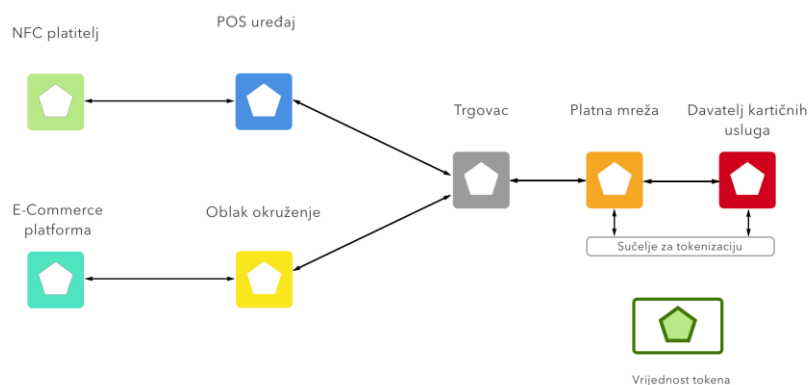 NFC platitelj
POS uređaj
Trgovac
Platna mreža
Davatelj kartičnih
usluga
E-Commerce
platforma
Oblak okruženje
Sučelje za tokenizaciju
Vrijednost tokena